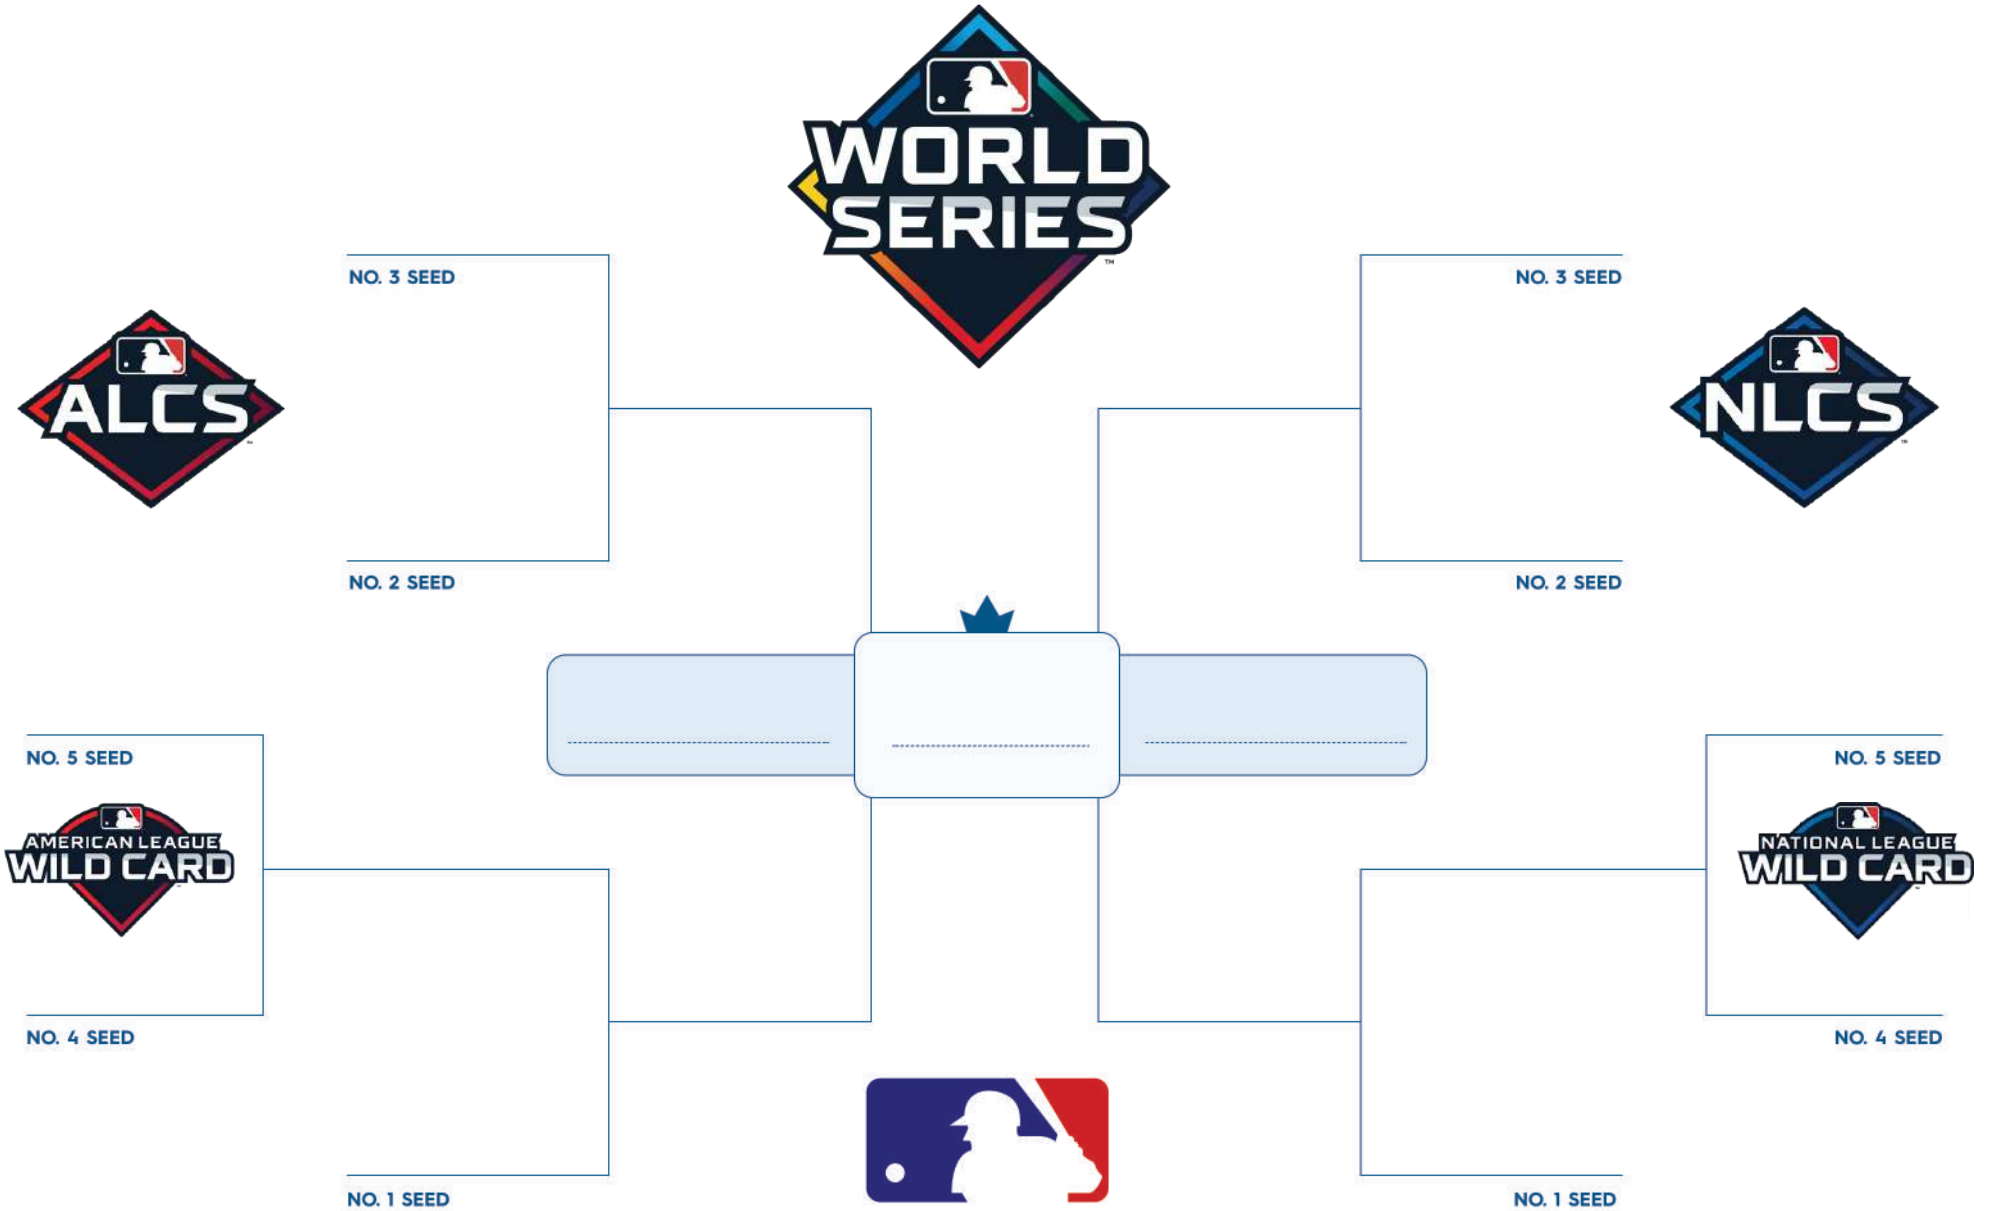 WORLD
SERIES
™
NO. 3 SEED
NO. 3 SEED
ALCS
NLCS
NO. 2 SEED
NO. 2 SEED
NO. 5 SEED
NO. 5 SEED
AMERICAN LEAGUE
WILD CARD
NATIONAL LEAGUE
WILD CARD
NO. 4 SEED
NO. 4 SEED
NO. 1 SEED
NO. 1 SEED